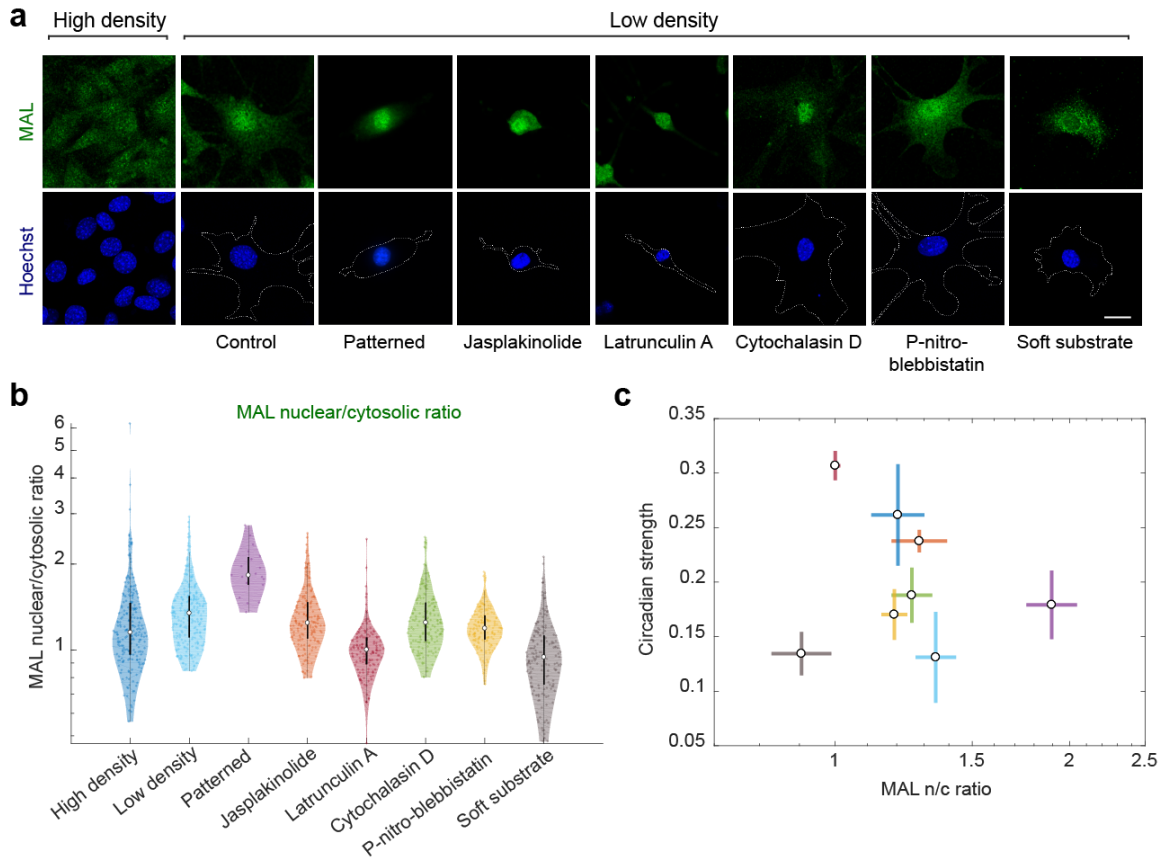 a
High density
Low density
MAL
Hoechst
Control
Patterned
Jasplakinolide
Latrunculin A
Cytochalasin D
P-nitro-
blebbistatin
Soft substrate
b
MAL nuclear/cytosolic ratio
MAL nuclear/cytosolic ratio
6
5
4
3
2
1
High density
Low density
Patterned
Jasplakinolide
Latrunculin A
Cytochalasin D
P-nitro-blebbistatin
Soft substrate
c
Circadian strength
0.35
0.3
0.25
0.2
0.15
0.1
0.05
1
1.5
2
2.5
MAL n/c ratio